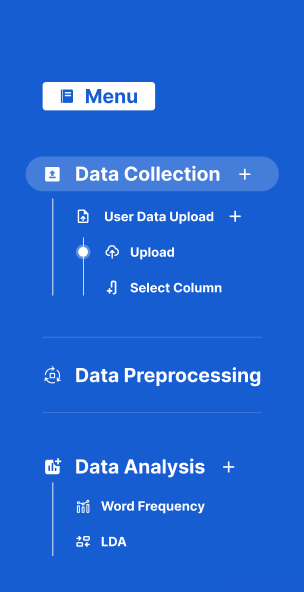 Menu
Data Collection +
User Data Upload +
Upload
Select Column
Data Preprocessing
Data Analysis +
Word Frequency
LDA